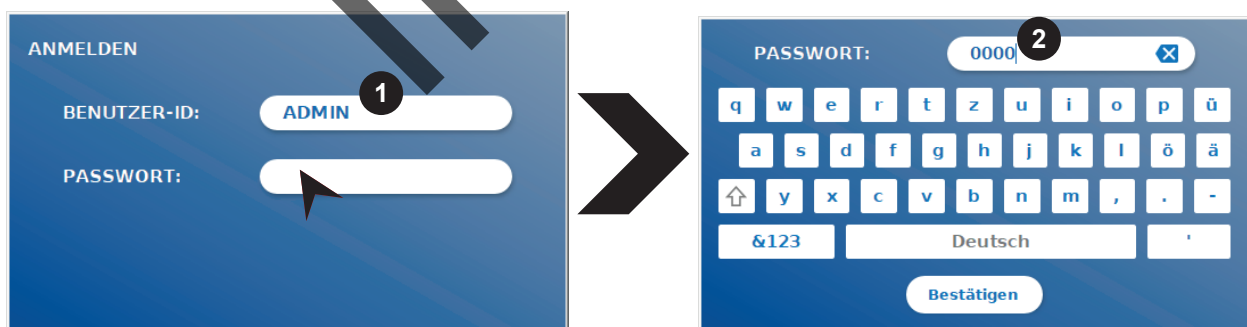 ANMELDEN
BENUTZER-ID: ADMIN 1
PASSWORT:
PASSWORT: 0000 2
q w e r t z u i o p ü
a s d f g h j k l ö ä
y x c v b n m , . -
&123 Deutsch '
Bestätigen